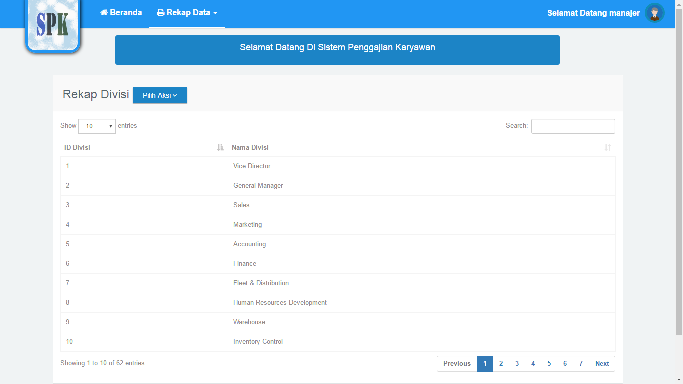 SPK
Beranda
Rekap Data
Selamat Datang manajer
Selamat Datang Di Sistem Penggajian Karyawan
Rekap Divisi
Pilih Aksi
Show 10 entries
Search:
ID Divisi Nama Divisi
1 Vice Director
2 General Manager
3 Sales
4 Marketing
5 Accounting
6 Finance
7 Fleet & Distribution
8 Human Resources Development
9 Warehouse
10 Inventory Control
Showing 1 to 10 of 62 entries
Previous 1 2 3 4 5 6 7 Next